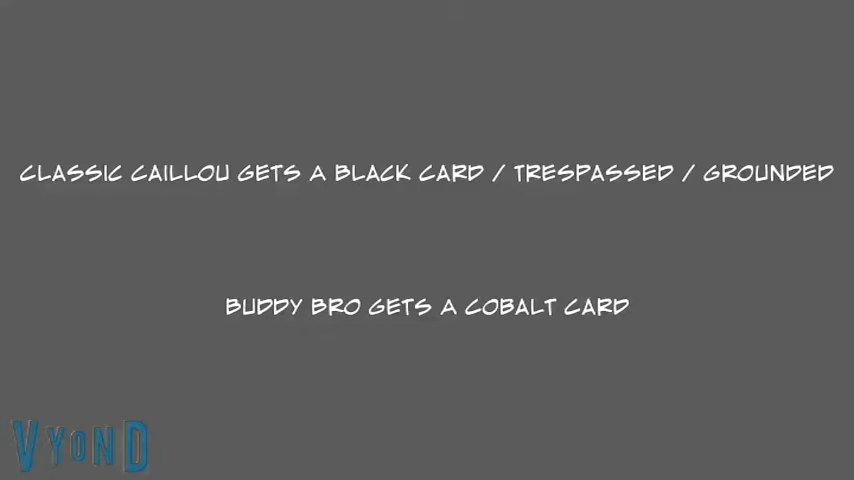 CLASSIC CAILLOU GETS A BLACK CARD / TRESPASSED / GROUNDED
BUDDY BRO GETS A COBALT CARD
VYOND